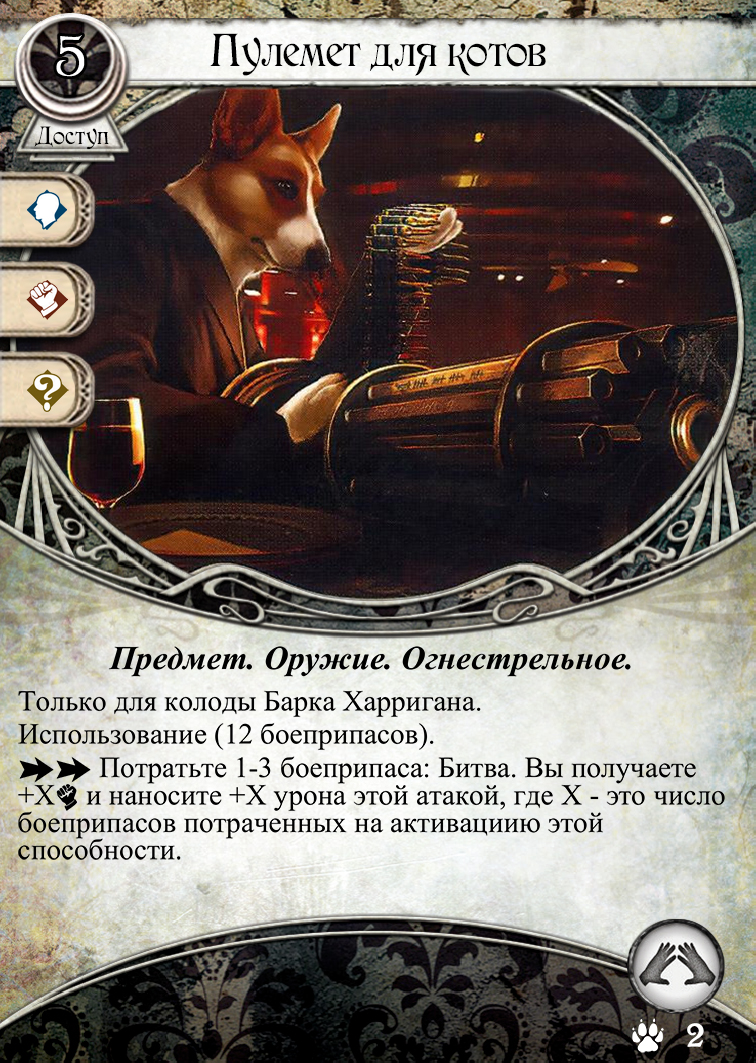 5
Пулемет для котов
Доступ
?
Предмет. Оружие. Огнестрельное.
Только для колоды Барка Харригана.
Использование (12 боеприпасов).
Потратьте 1-3 боеприпаса: Битва. Вы получаете
+X и наносите +X урона этой атакой, где X - это число
боеприпасов потраченных на активациию этой
способности.
2